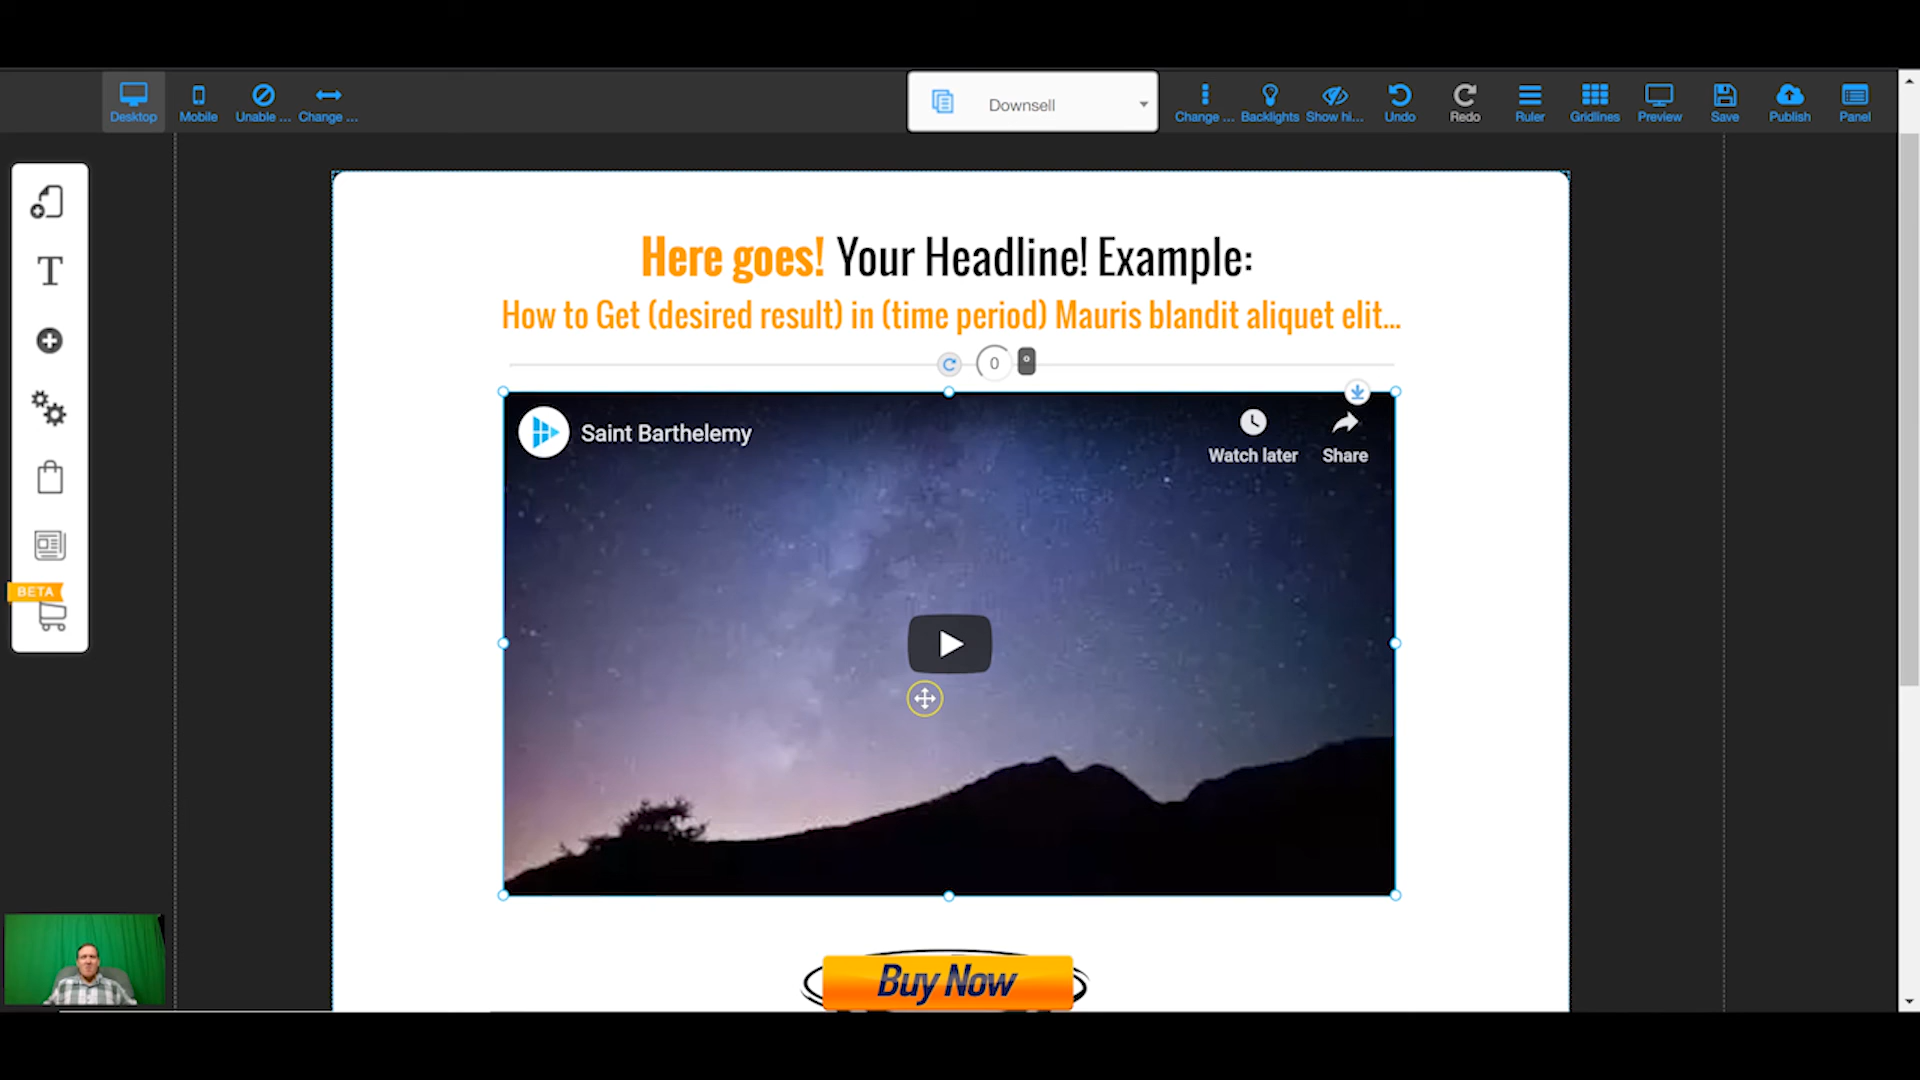 Desktop
Mobile
Unable ...
Change ...
Downsell
Change ...
Backlights
Show hi...
Undo
Redo
Ruler
Gridlines
Preview
Save
Publish
Panel
T
BETA
Here goes! Your Headline! Example:
How to Get (desired result) in (time period) Mauris blandit aliquet elit...
0 °
Saint Barthelemy
Watch later
Share
Buy Now